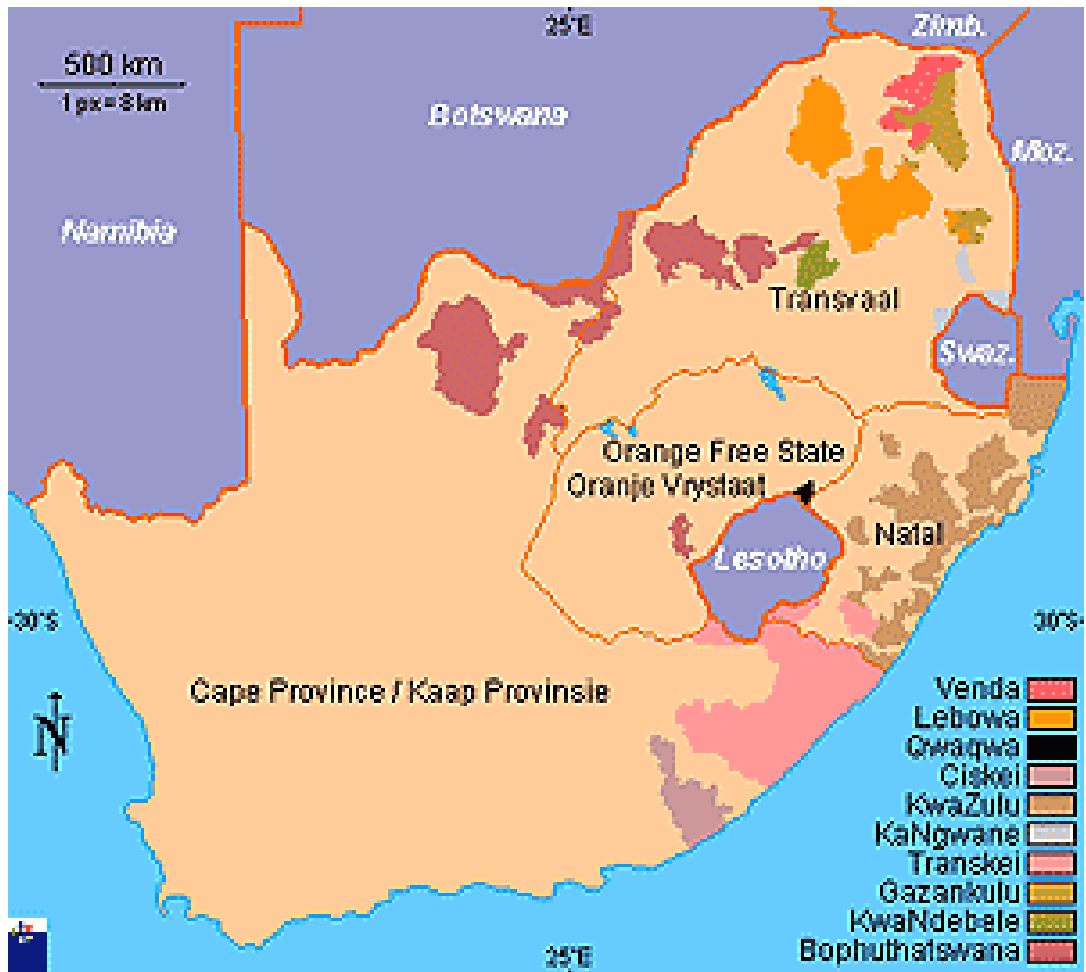 25°E
Zimb.
500 km
1 px = 8 km
Botswana
Moz.
Namibia
Transvaal
Swaz.
Orange Free State
Oranje Vrystaat
Natal
Lesotho
30°S
30°S
Cape Province / Kaap Provinsie
N
Venda
Lebowa
Qwaqwa
Ciskei
KwaZulu
KaNgwane
Transkei
Gazankulu
KwaNdebele
Bophuthatswana
25°E